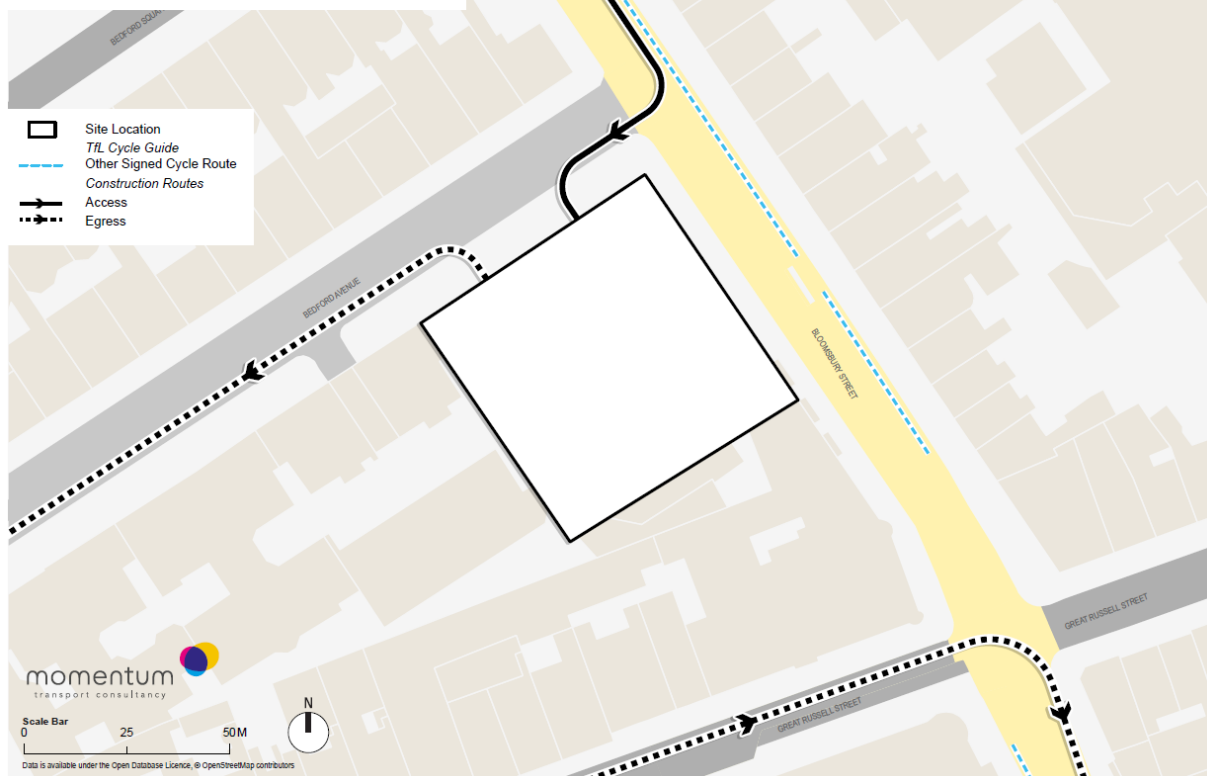 BEDFORD SQUA
Site Location
TfL Cycle Guide
Other Signed Cycle Route
Construction Routes
Access
Egress
BEDFORD AVENUE
BLOOMSBURY STREET
GREAT RUSSELL STREET
GREAT RUSSELL STREET
momentum
transport consultancy
N
Scale Bar
0 25 50 M
Data is available under the Open Database Licence, © OpenStreetMap contributors